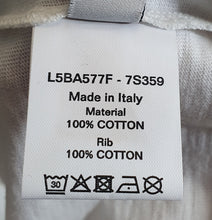 L5BA577F - 7S359
Made in Italy
Material
100% COTTON
Rib
100% COTTON
30